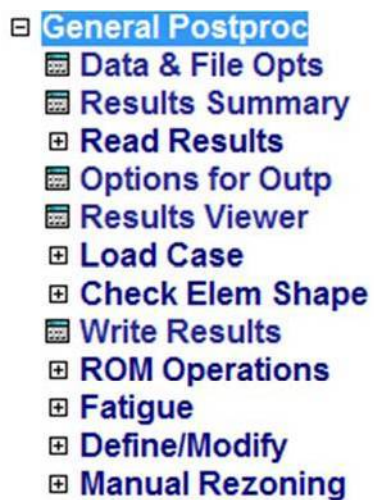 General Postproc
Data & File Opts
Results Summary
Read Results
Options for Outp
Results Viewer
Load Case
Check Elem Shape
Write Results
ROM Operations
Fatigue
Define/Modify
Manual Rezoning